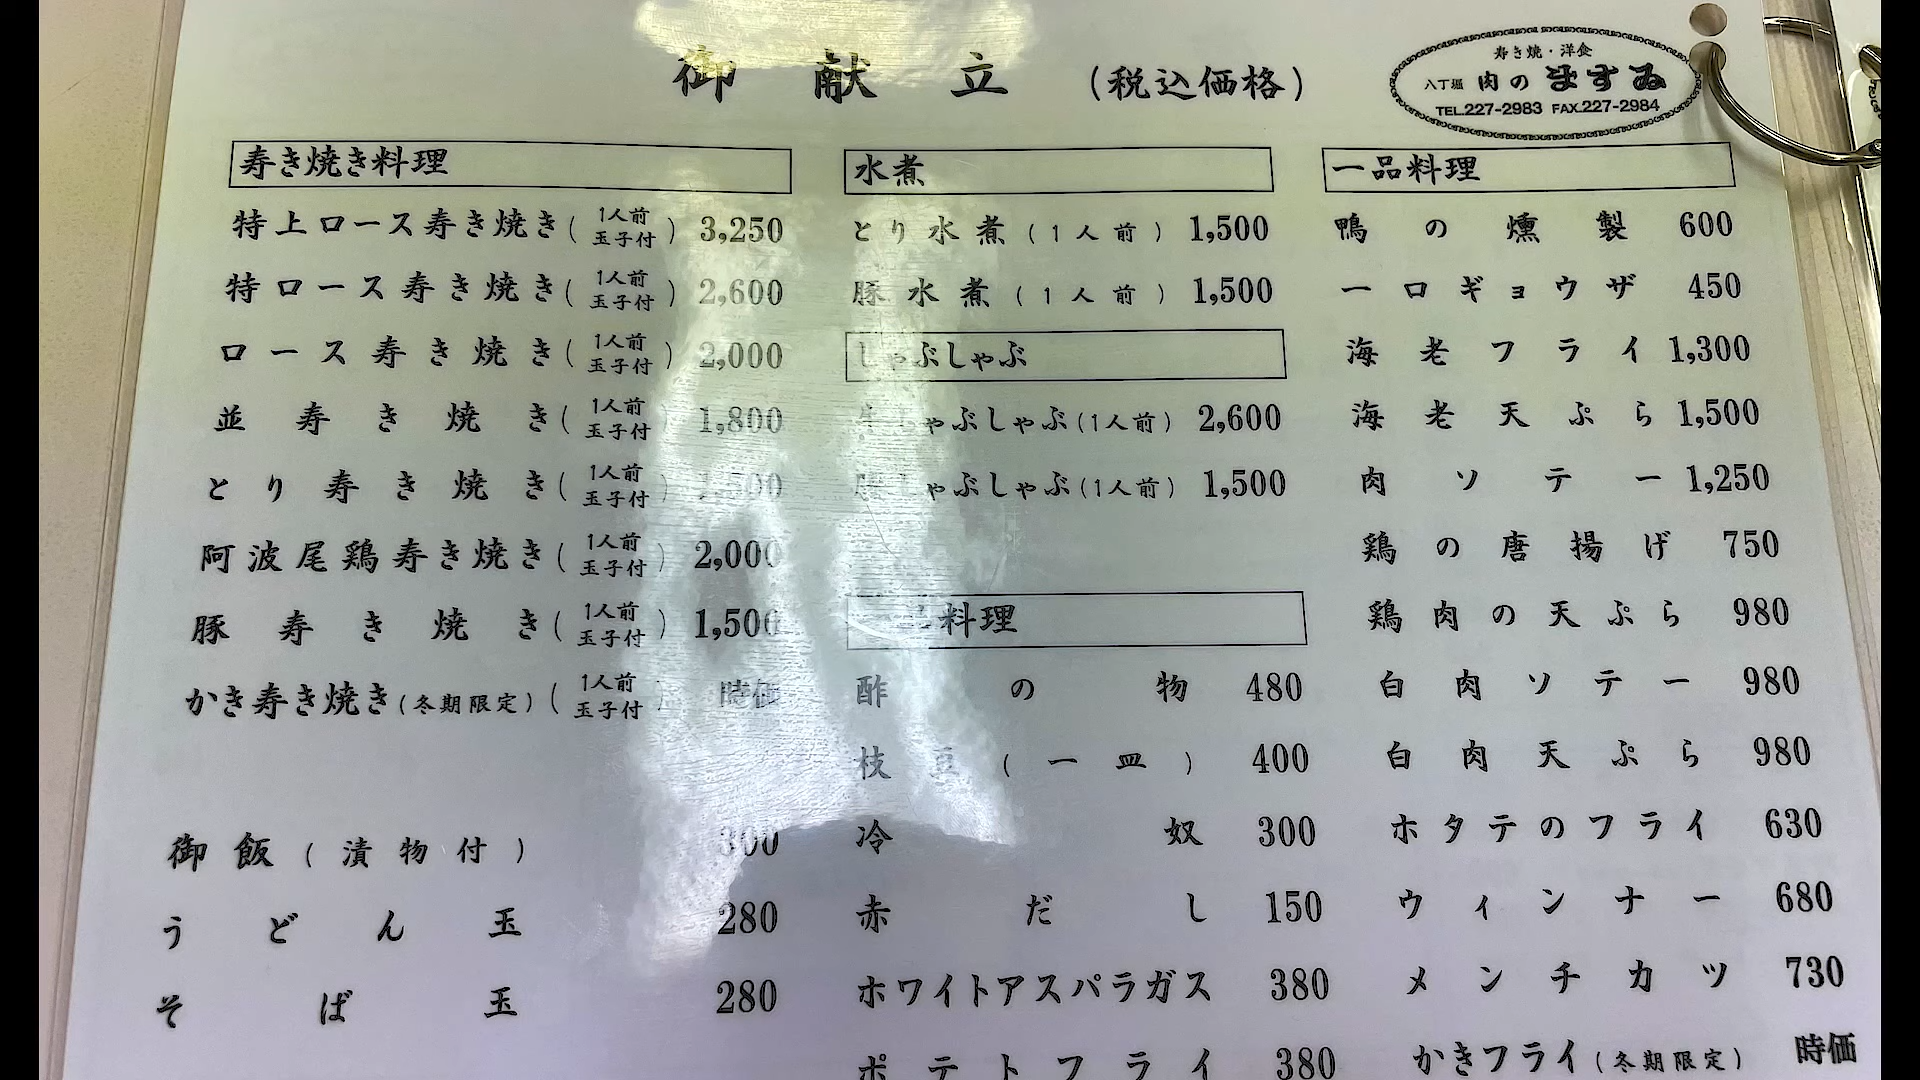 御献立 (税込価格)
寿き焼・洋食
八丁堀 肉のますゐ
TEL.227-2983 FAX.227-2984
寿き焼き料理
特上ロース寿き焼き(1人前 玉子付) 3,250
特ロース寿き焼き(1人前 玉子付) 2,600
ロース寿き焼き(1人前 玉子付) 2,000
並寿き焼き(1人前 玉子付) 1,800
とり寿き焼き(1人前 玉子付) 1,500
阿波尾鶏寿き焼き(1人前 玉子付) 2,000
豚寿き焼き(1人前 玉子付) 1,500
かき寿き焼き(冬期限定)(1人前 玉子付) 時価
御飯(漬物付) 300
うどん玉 280
そば玉 280
水煮
とり水煮(1人前) 1,500
豚水煮(1人前) 1,500
しゃぶしゃぶ
しゃぶしゃぶ(1人前) 2,600
しゃぶしゃぶ(1人前) 1,500
料理
酢の物 480
枝豆(一皿) 400
冷奴 300
赤だし 150
ホワイトアスパラガス 380
ポテトフライ 380
一品料理
鴨の燻製 600
一口ギョウザ 450
海老フライ 1,300
海老天ぷら 1,500
肉ソテー 1,250
鶏の唐揚げ 750
鶏肉の天ぷら 980
白肉ソテー 980
白肉天ぷら 980
ホタテのフライ 630
ウィンナー 680
メンチカツ 730
かきフライ(冬期限定) 時価